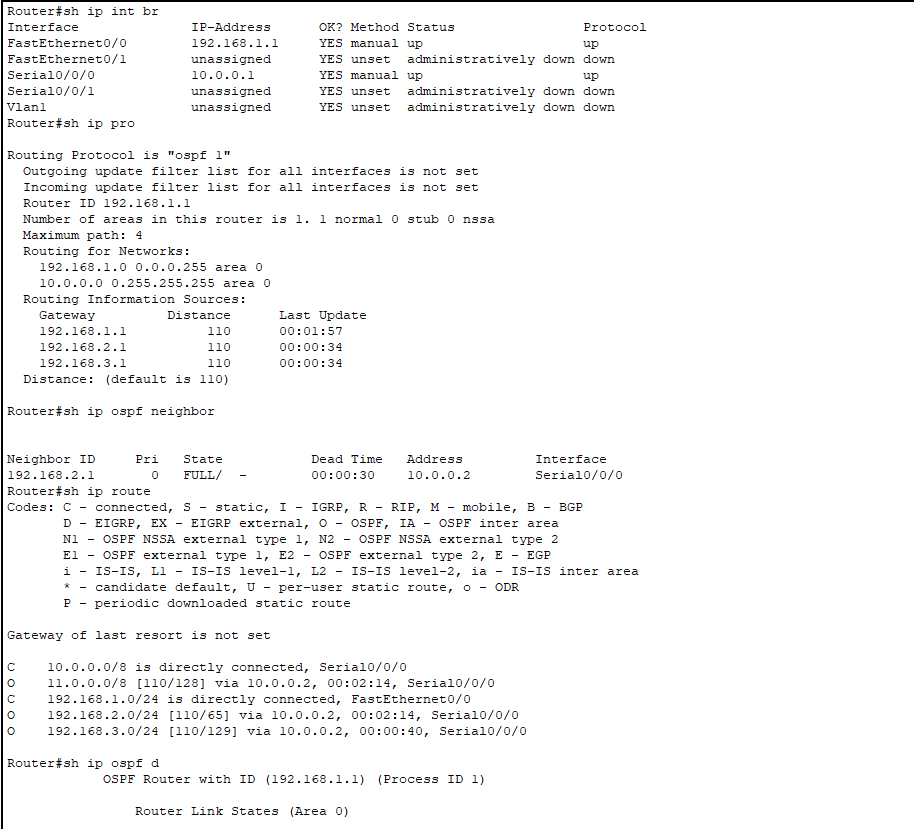 Router#sh ip int br
Interface IP-Address OK? Method Status Protocol
FastEthernet0/0 192.168.1.1 YES manual up up
FastEthernet0/1 unassigned YES unset administratively down down
Serial0/0/0 10.0.0.1 YES manual up up
Serial0/0/1 unassigned YES unset administratively down down
Vlan1 unassigned YES unset administratively down down
Router#sh ip pro
Routing Protocol is "ospf 1"
Outgoing update filter list for all interfaces is not set
Incoming update filter list for all interfaces is not set
Router ID 192.168.1.1
Number of areas in this router is 1. 1 normal 0 stub 0 nssa
Maximum path: 4
Routing for Networks:
192.168.1.0 0.0.0.255 area 0
10.0.0.0 0.255.255.255 area 0
Routing Information Sources:
Gateway Distance Last Update
192.168.1.1 110 00:01:57
192.168.2.1 110 00:00:34
192.168.3.1 110 00:00:34
Distance: (default is 110)
Router#sh ip ospf neighbor
Neighbor ID Pri State Dead Time Address Interface
192.168.2.1 0 FULL/ - 00:00:30 10.0.0.2 Serial0/0/0
Router#sh ip route
Codes: C - connected, S - static, I - IGRP, R - RIP, M - mobile, B - BGP
D - EIGRP, EX - EIGRP external, O - OSPF, IA - OSPF inter area
N1 - OSPF NSSA external type 1, N2 - OSPF NSSA external type 2
E1 - OSPF external type 1, E2 - OSPF external type 2, E - EGP
i - IS-IS, L1 - IS-IS level-1, L2 - IS-IS level-2, ia - IS-IS inter area
* - candidate default, U - per-user static route, o - ODR
P - periodic downloaded static route
Gateway of last resort is not set
C 10.0.0.0/8 is directly connected, Serial0/0/0
O 11.0.0.0/8 [110/128] via 10.0.0.2, 00:02:14, Serial0/0/0
C 192.168.1.0/24 is directly connected, FastEthernet0/0
O 192.168.2.0/24 [110/65] via 10.0.0.2, 00:02:14, Serial0/0/0
O 192.168.3.0/24 [110/129] via 10.0.0.2, 00:00:40, Serial0/0/0
Router#sh ip ospf d
OSPF Router with ID (192.168.1.1) (Process ID 1)
Router Link States (Area 0)